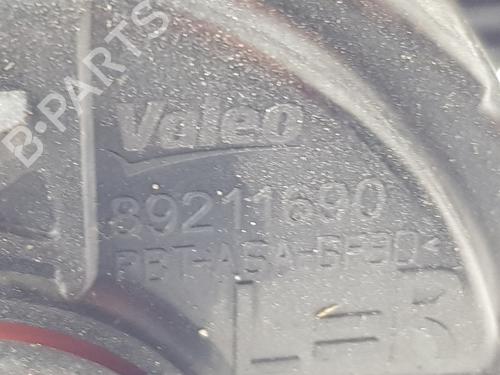 B-PARTS
Valeo
89211690
PBT-ASA-GF30<
L-B